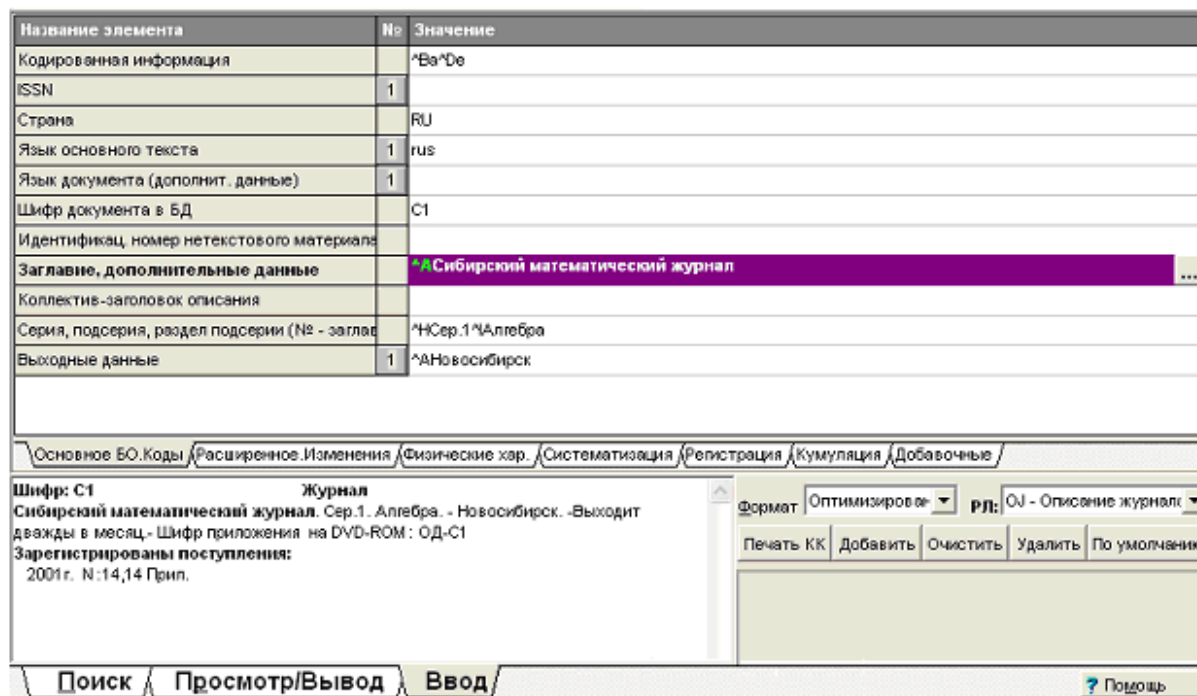 Название элемента № Значение
Кодированная информация ^Ba^De
ISSN 1
Страна RU
Язык основного текста 1 rus
Язык документа (дополнит. данные) 1
Шифр документа в БД С1
Идентификац. номер нетекстового материала
Заглавие, дополнительные данные ^AСибирский математический журнал ...
Коллектив-заголовок описания
Серия, подсерия, раздел подсерии (№ - заглав ^HСер.1^IАлгебра
Выходные данные 1 ^AНовосибирск
Основное БО.Коды Расширенное.Изменения Физические хар. Систематизация Регистрация Кумуляция Добавочные
Шифр: С1 Журнал
Сибирский математический журнал. Сер.1. Алгебра. - Новосибирск. -Выходит
дважды в месяц.- Шифр приложения на DVD-ROM : ОД-С1
Зарегистрированы поступления:
2001г. N:14,14 Прил.
Формат Оптимизирован РЛ: OJ - Описание журнала
Печать КК Добавить Очистить Удалить По умолчанию
Поиск Просмотр/Вывод Ввод
? Помощь